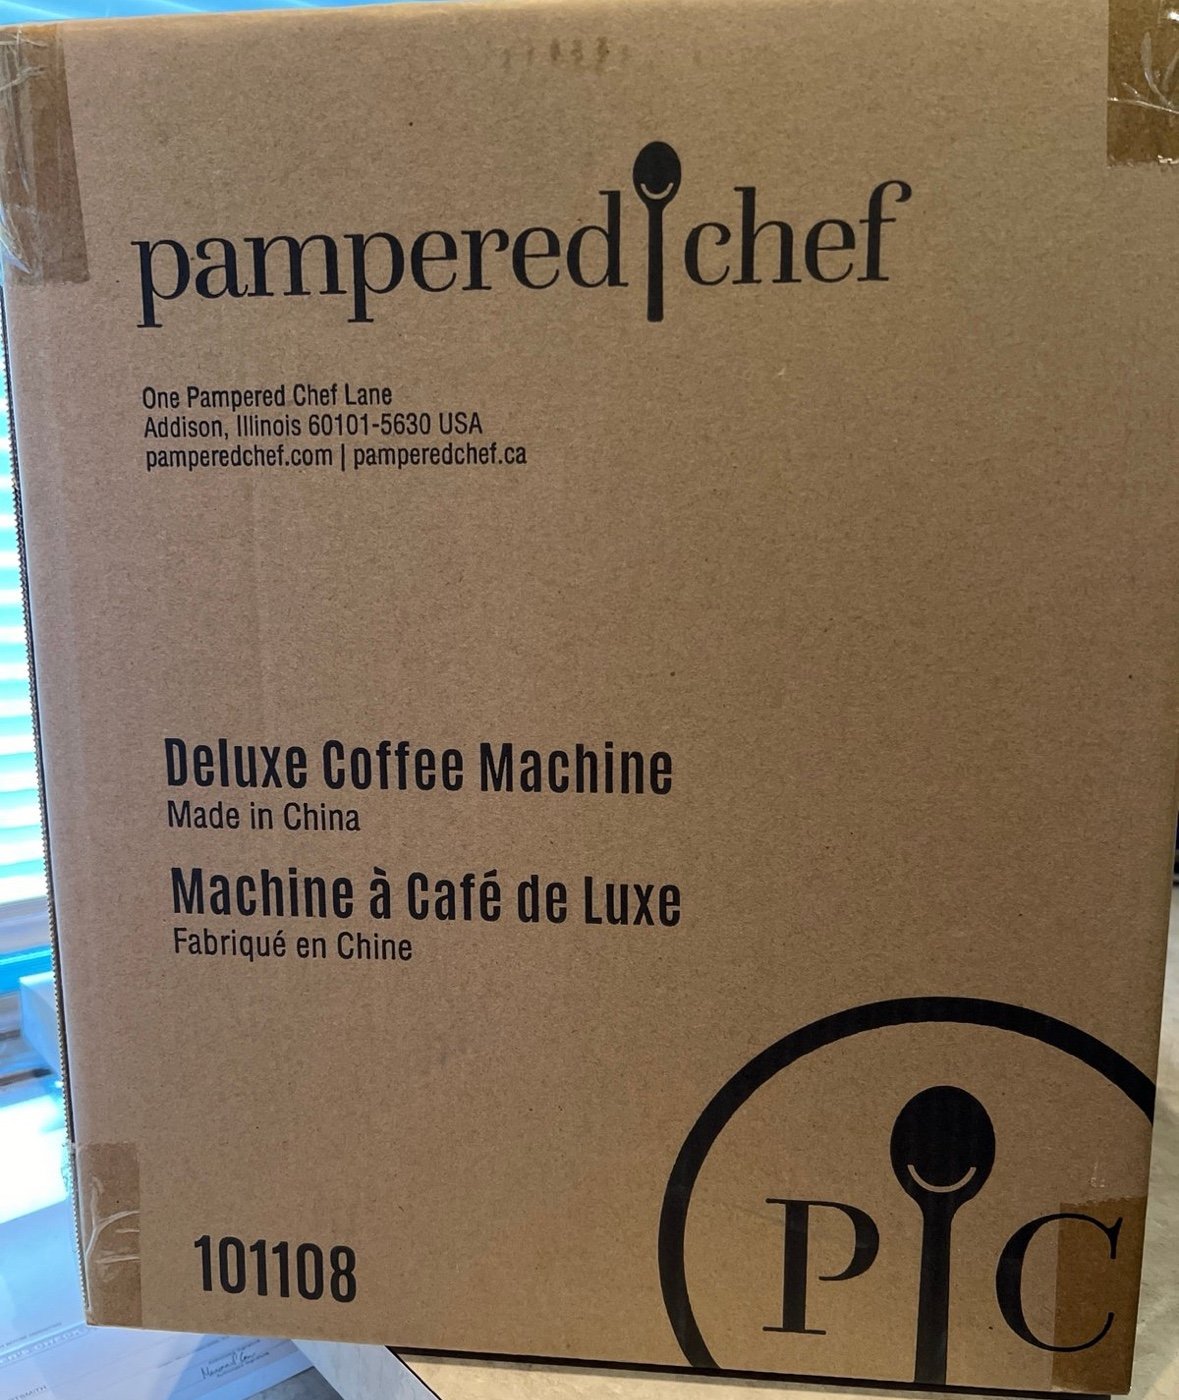 pampered chef
One Pampered Chef Lane
Addison, Illinois 60101-5630 USA
pamperedchef.com | pamperedchef.ca
Deluxe Coffee Machine
Made in China
Machine à Café de Luxe
Fabriqué en Chine
P C
101108